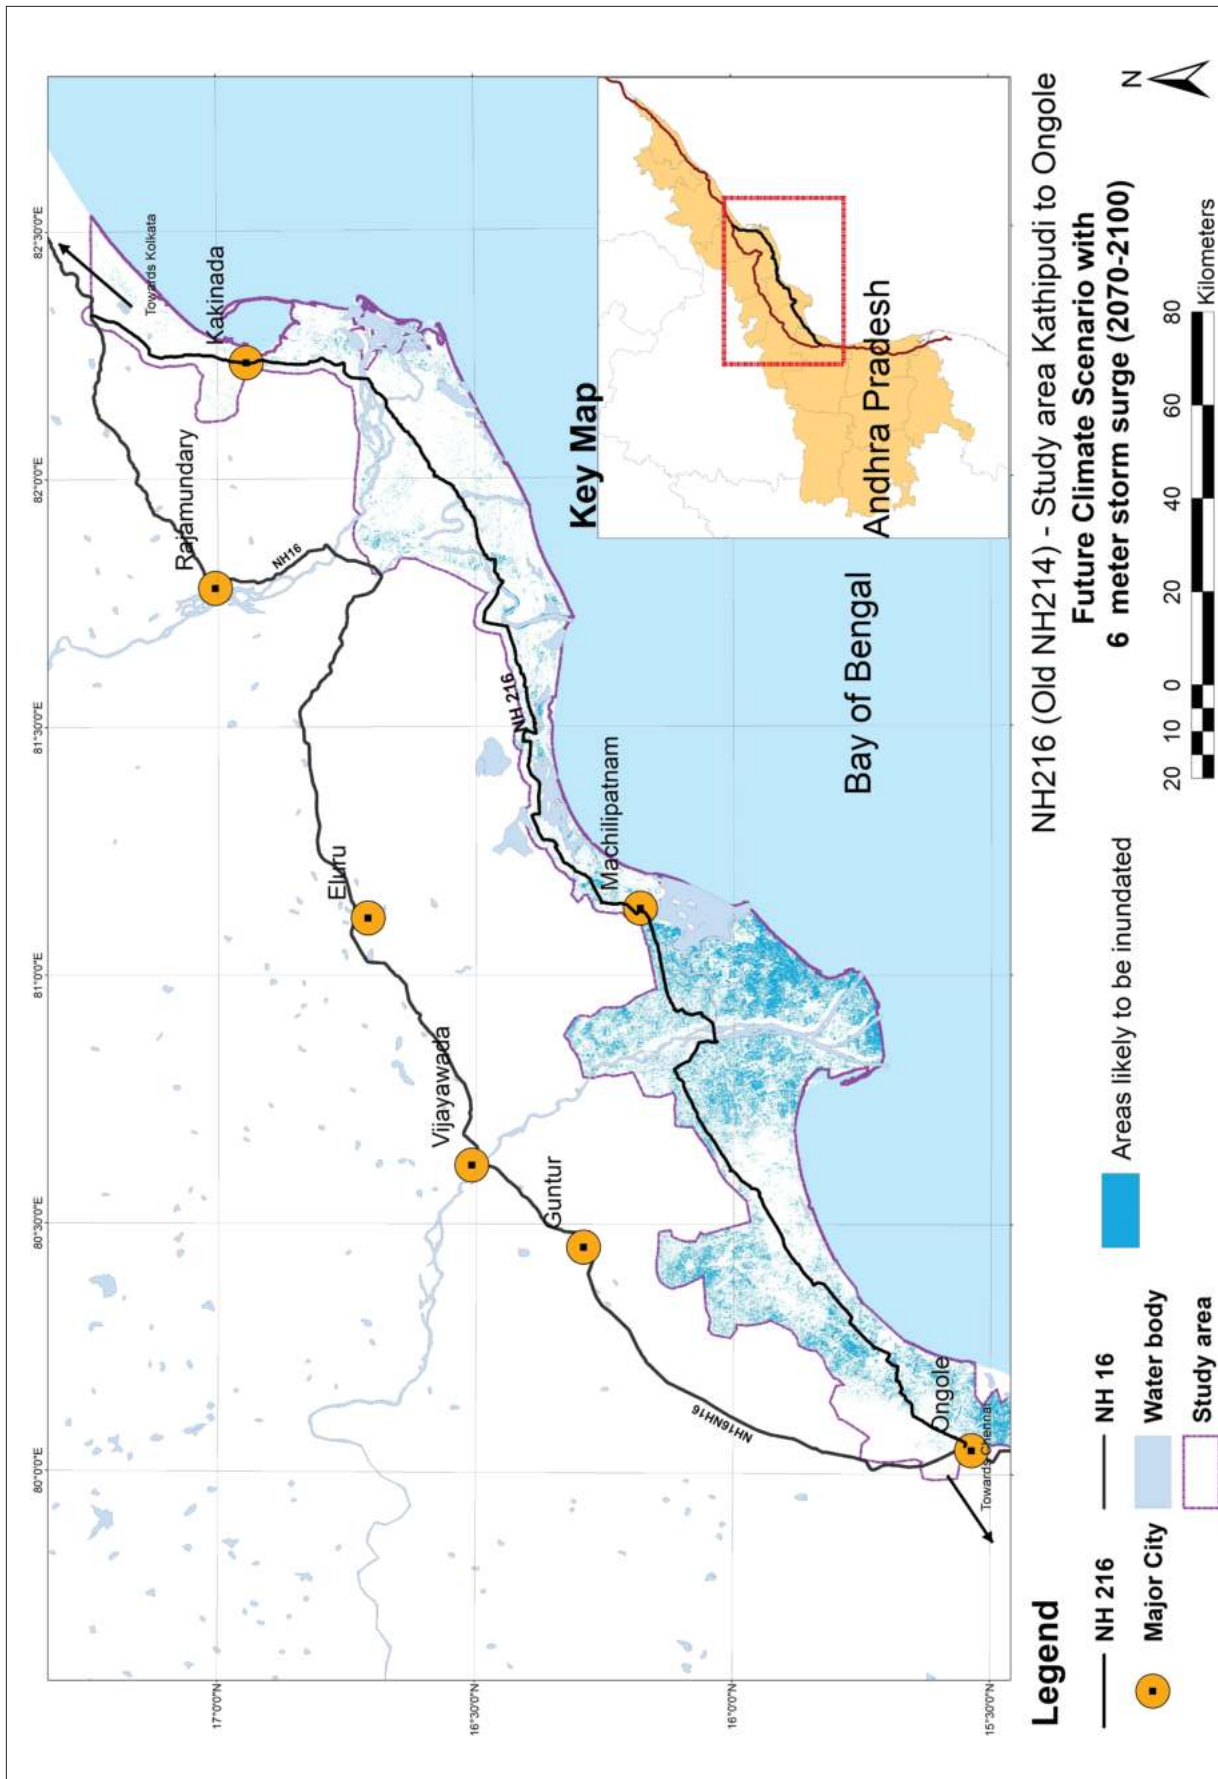 80°0'0"E
80°30'0"E
81°0'0"E
81°30'0"E
82°0'0"E
82°30'0"E
17°0'0"N
16°30'0"N
16°0'0"N
15°30'0"N
Towards Kolkata
Kakinada
Rajamundary
NH16
Eluru
NH 216
Vijayawada
Machilipatnam
Guntur
NH16NH16
Ongole
Towards Chennai
Bay of Bengal
Key Map
Andhra Pradesh
Legend
NH 216
NH 16
Major City
Water body
Study area
Areas likely to be inundated
NH216 (Old NH214) - Study area Kathipudi to Ongole
Future Climate Scenario with
6 meter storm surge (2070-2100)
20 10 0 20 40 60 80
Kilometers
N